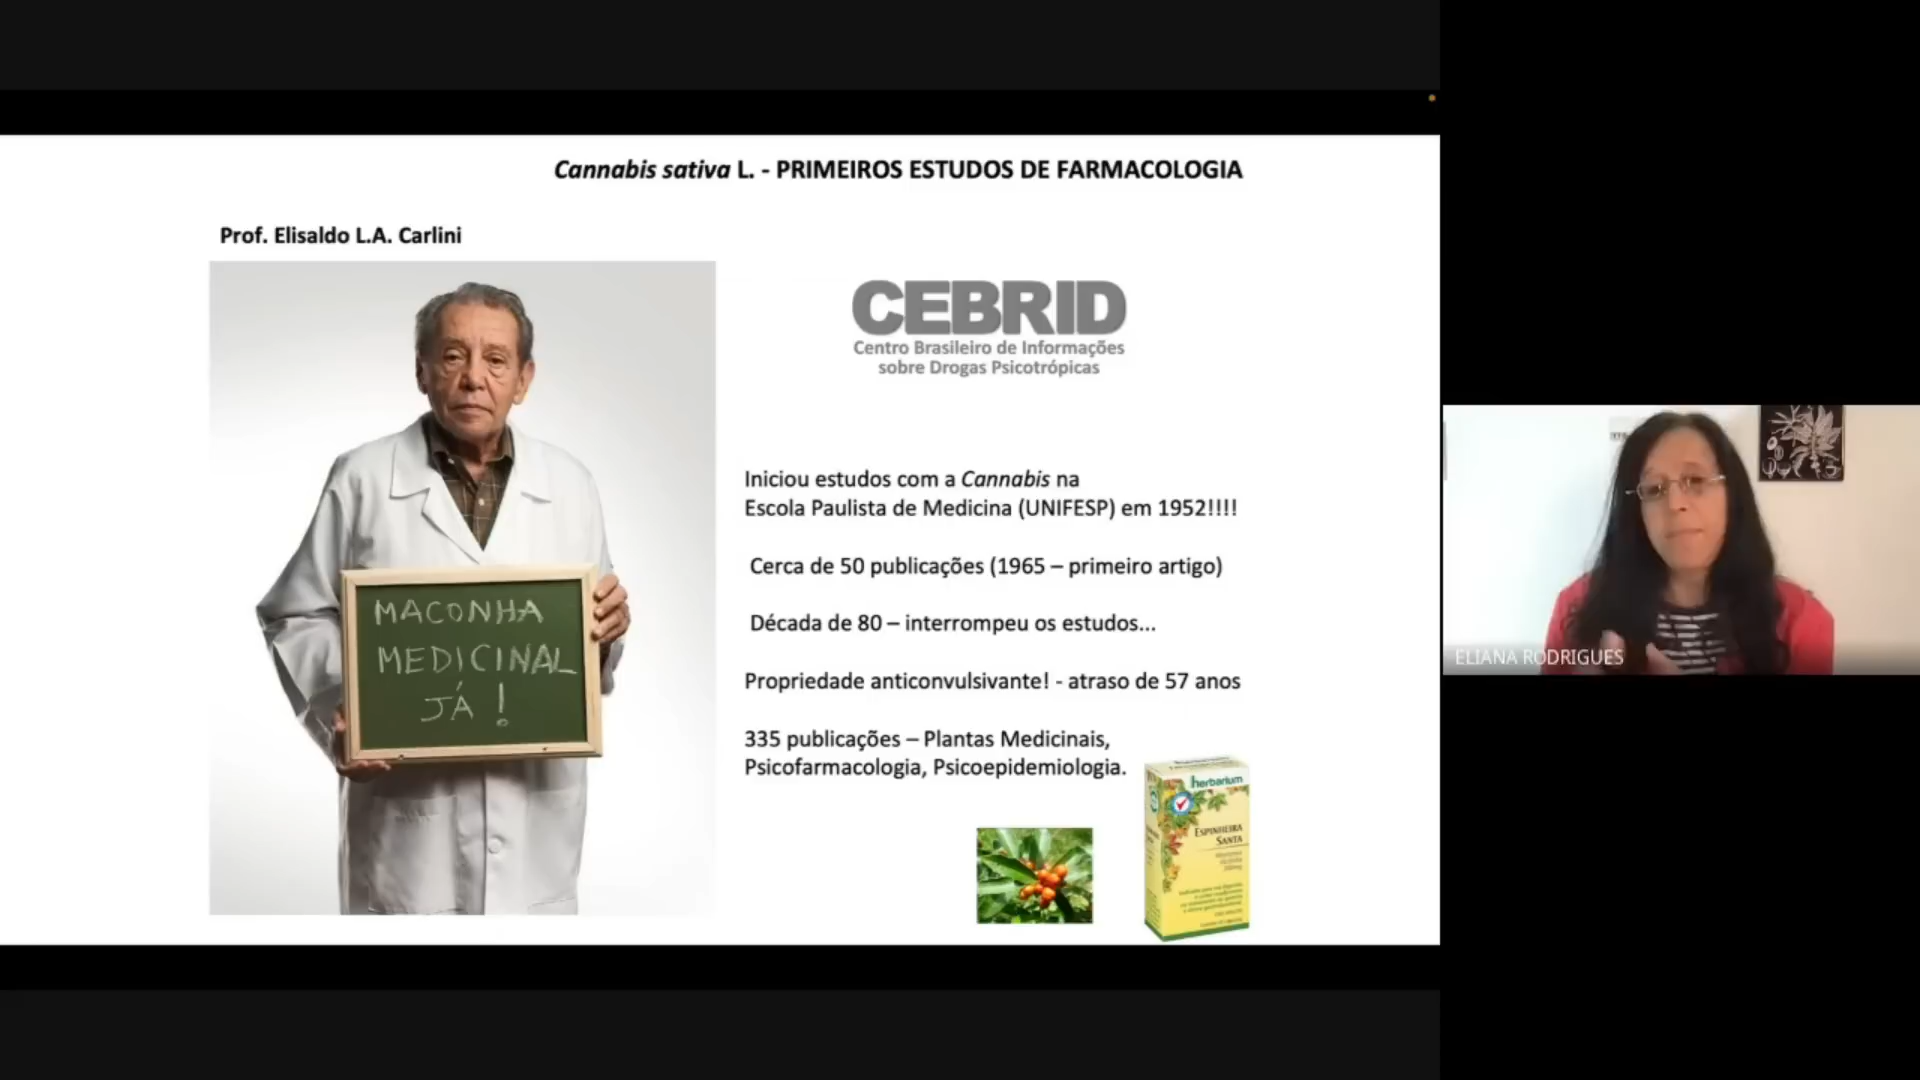 Cannabis sativa L. - PRIMEIROS ESTUDOS DE FARMACOLOGIA
Prof. Elisaldo L.A. Carlini
MACONHA
MEDICINAL
JÁ !
CEBRID
Centro Brasileiro de Informações
sobre Drogas Psicotrópicas
Iniciou estudos com a Cannabis na
Escola Paulista de Medicina (UNIFESP) em 1952!!!!
Cerca de 50 publicações (1965 – primeiro artigo)
Década de 80 – interrompeu os estudos...
Propriedade anticonvulsivante! - atraso de 57 anos
335 publicações – Plantas Medicinais,
Psicofarmacologia, Psicoepidemiologia.
herbarium
ESPINHEIRA
SANTA
ELIANA RODRIGUES